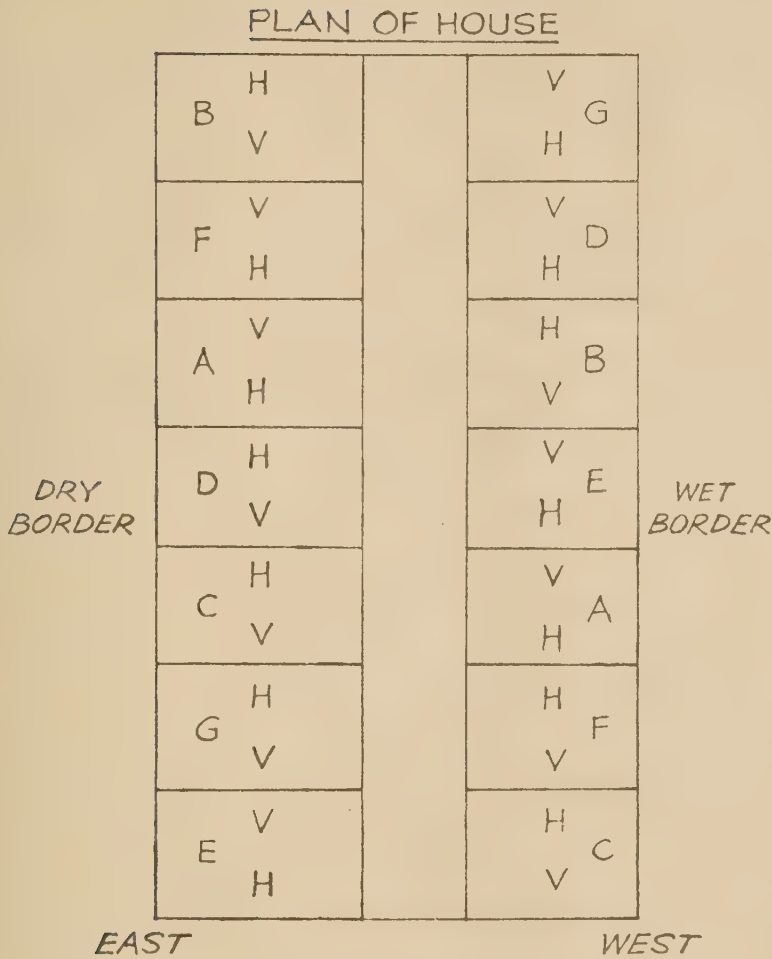 PLAN OF HOUSE
B H V
V H G
F V H
V H D
A V H
H V B
D H V
V H E
DRY BORDER
WET BORDER
C H V
V H A
G H V
H V F
E V H
H V C
EAST
WEST